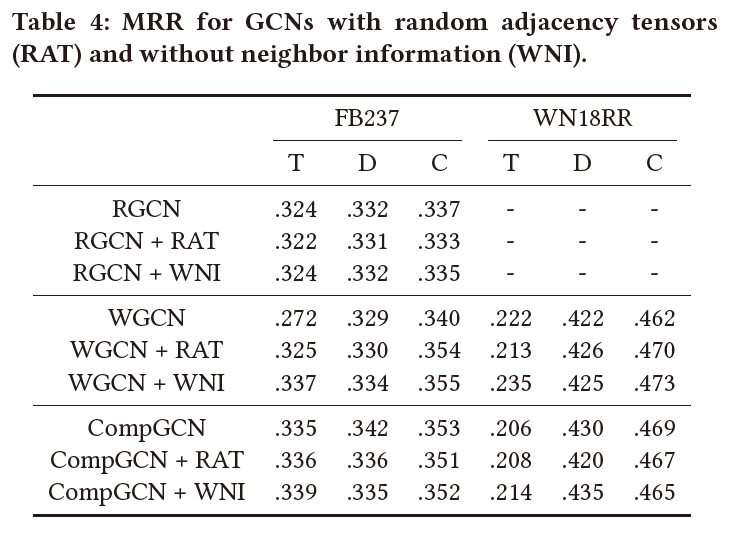 Table 4: MRR for GCNs with random adjacency tensors
(RAT) and without neighbor information (WNI).
FB237 WN18RR
T D C T D C
RGCN .324 .332 .337 - - -
RGCN + RAT .322 .331 .333 - - -
RGCN + WNI .324 .332 .335 - - -
WGCN .272 .329 .340 .222 .422 .462
WGCN + RAT .325 .330 .354 .213 .426 .470
WGCN + WNI .337 .334 .355 .235 .425 .473
CompGCN .335 .342 .353 .206 .430 .469
CompGCN + RAT .336 .336 .351 .208 .420 .467
CompGCN + WNI .339 .335 .352 .214 .435 .465